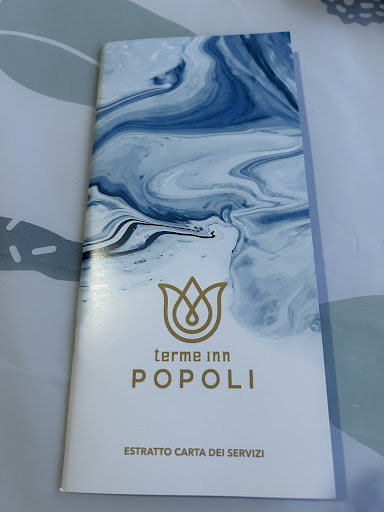 terme inn
POPOLI
ESTRATTO CARTA DEI SERVIZI